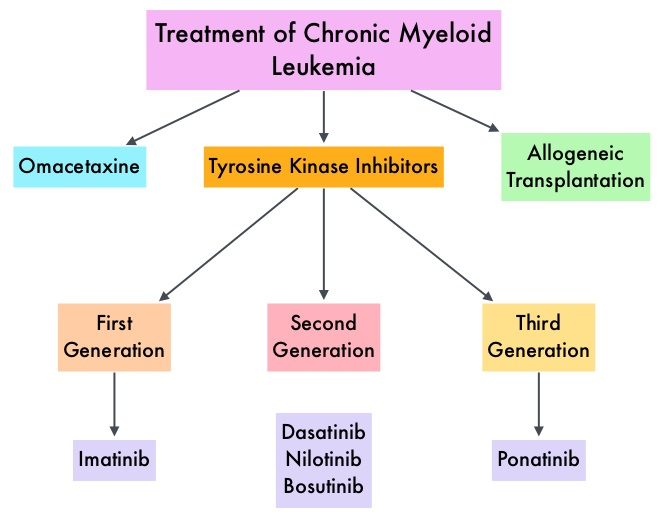 Treatment of Chronic Myeloid
Leukemia
Omacetaxine
Tyrosine Kinase Inhibitors
Allogeneic
Transplantation
First
Generation
Second
Generation
Third
Generation
Imatinib
Dasatinib
Nilotinib
Bosutinib
Ponatinib